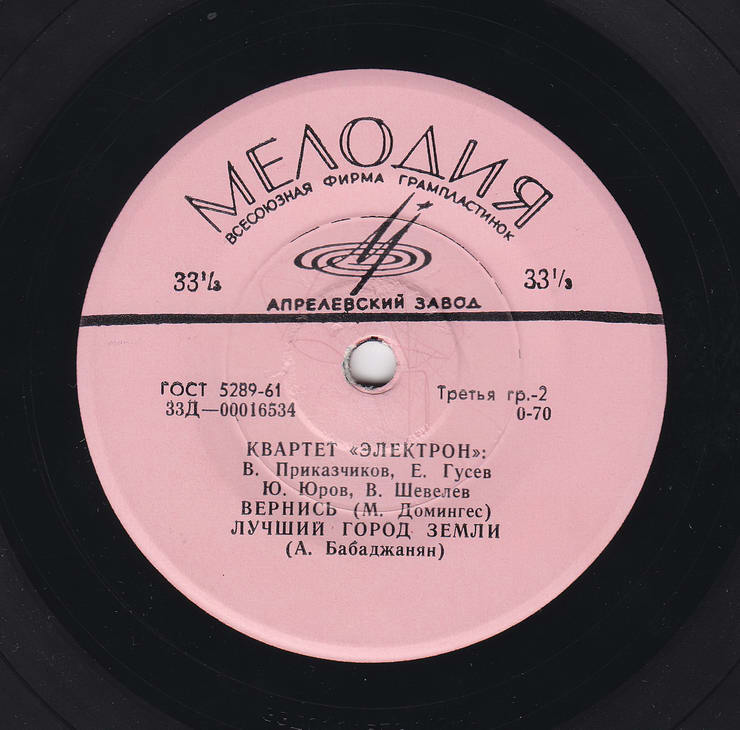 МЕЛОДИЯ
ВСЕСОЮЗНАЯ ФИРМА ГРАМПЛАСТИНОК
33⅓ 33⅓
АПРЕЛЕВСКИЙ ЗАВОД
ГОСТ 5289-61 Третья гр.-2
33Д—00016534 0-70
КВАРТЕТ «ЭЛЕКТРОН»:
В. Приказчиков, Е. Гусев
Ю. Юров, В. Шевелев
ВЕРНИСЬ (М. Домингес)
ЛУЧШИЙ ГОРОД ЗЕМЛИ
(А. Бабаджанян)